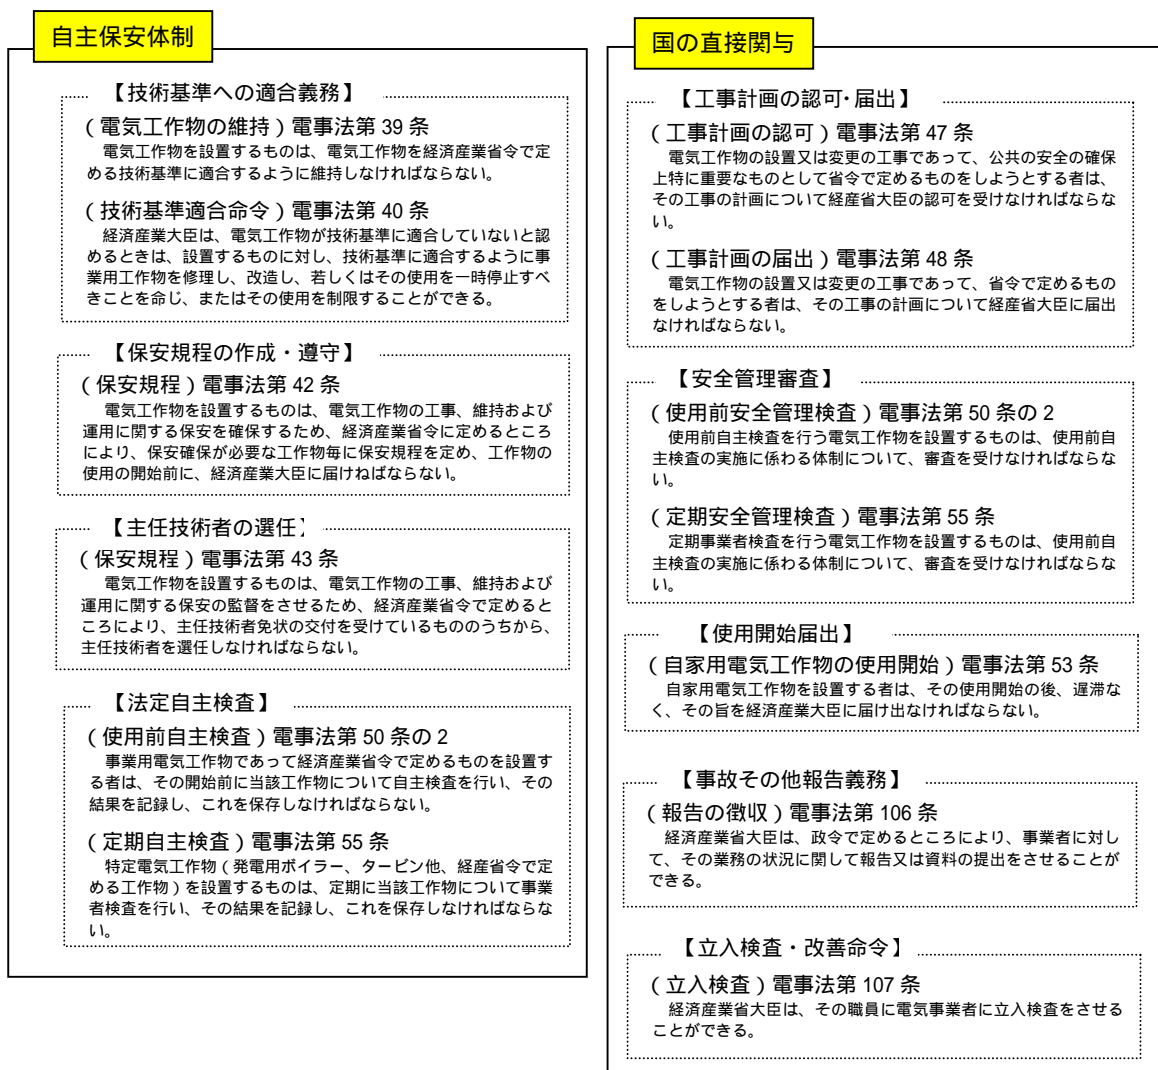 自主保安体制
【技術基準への適合義務】
(電気工作物の維持)電事法第 39 条
電気工作物を設置するものは、電気工作物を経済産業省令で定
める技術基準に適合するように維持しなければならない。
(技術基準適合命令)電事法第 40 条
経済産業大臣は、電気工作物が技術基準に適合していないと認
めるときは、設置するものに対し、技術基準に適合するように事
業用工作物を修理し、改造し、若しくはその使用を一時停止すべ
きことを命じ、またはその使用を制限することができる。
【保安規程の作成・遵守】
(保安規程)電事法第 42 条
電気工作物を設置するものは、電気工作物の工事、維持および
運用に関する保安を確保するため、経済産業省令に定めるところ
により、保安確保が必要な工作物毎に保安規程を定め、工作物の
使用の開始前に、経済産業大臣に届けねばならない。
【主任技術者の選任】
(保安規程)電事法第 43 条
電気工作物を設置するものは、電気工作物の工事、維持および
運用に関する保安の監督をさせるため、経済産業省令で定めると
ころにより、主任技術者免状の交付を受けているもののうちから、
主任技術者を選任しなければならない。
【法定自主検査】
(使用前自主検査)電事法第 50 条の 2
事業用電気工作物であって経済産業省令で定めるものを設置す
る者は、その開始前に当該工作物について自主検査を行い、その
結果を記録し、これを保存しなければならない。
(定期自主検査)電事法第 55 条
特定電気工作物(発電用ボイラー、タービン他、経産省令で定
める工作物)を設置するものは、定期に当該工作物について事業
者検査を行い、その結果を記録し、これを保存しなければならな
い。
国の直接関与
【工事計画の認可・届出】
(工事計画の認可)電事法第 47 条
電気工作物の設置又は変更の工事であって、公共の安全の確保
上特に重要なものとして省令で定めるものをしようとする者は、
その工事の計画について経産省大臣の認可を受けなければならな
い。
(工事計画の届出)電事法第 48 条
電気工作物の設置又は変更の工事であって、省令で定めるもの
をしようとする者は、その工事の計画について経産省大臣に届出
なければならない。
【安全管理審査】
(使用前安全管理検査)電事法第 50 条の 2
使用前自主検査を行う電気工作物を設置するものは、使用前自
主検査の実施に係わる体制について、審査を受けなければならな
い。
(定期安全管理検査)電事法第 55 条
定期事業者検査を行う電気工作物を設置するものは、使用前自
主検査の実施に係わる体制について、審査を受けなければならな
い。
【使用開始届出】
(自家用電気工作物の使用開始)電事法第 53 条
自家用電気工作物を設置する者は、その使用開始の後、遅滞な
く、その旨を経済産業大臣に届け出なければならない。
【事故その他報告義務】
(報告の徴収)電事法第 106 条
経済産業省大臣は、政令で定めるところにより、事業者に対し
て、その業務の状況に関して報告又は資料の提出をさせることが
できる。
【立入検査・改善命令】
(立入検査)電事法第 107 条
経済産業省大臣は、その職員に電気事業者に立入検査をさせる
ことができる。